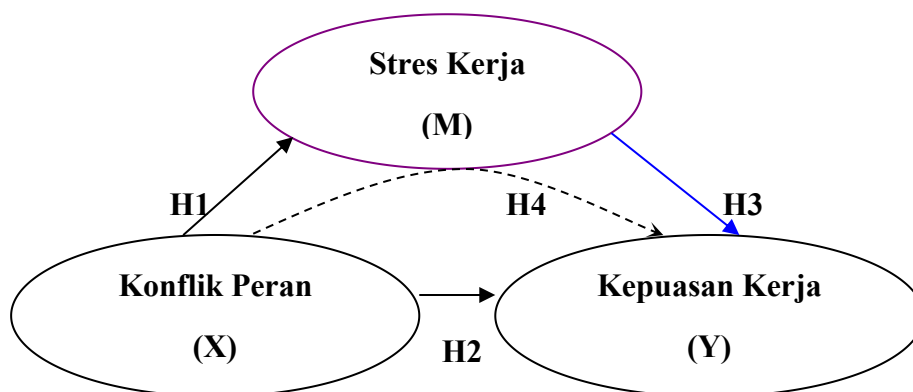 Stres Kerja
(M)
H1
H4
H3
Konflik Peran
(X)
H2
Kepuasan Kerja
(Y)